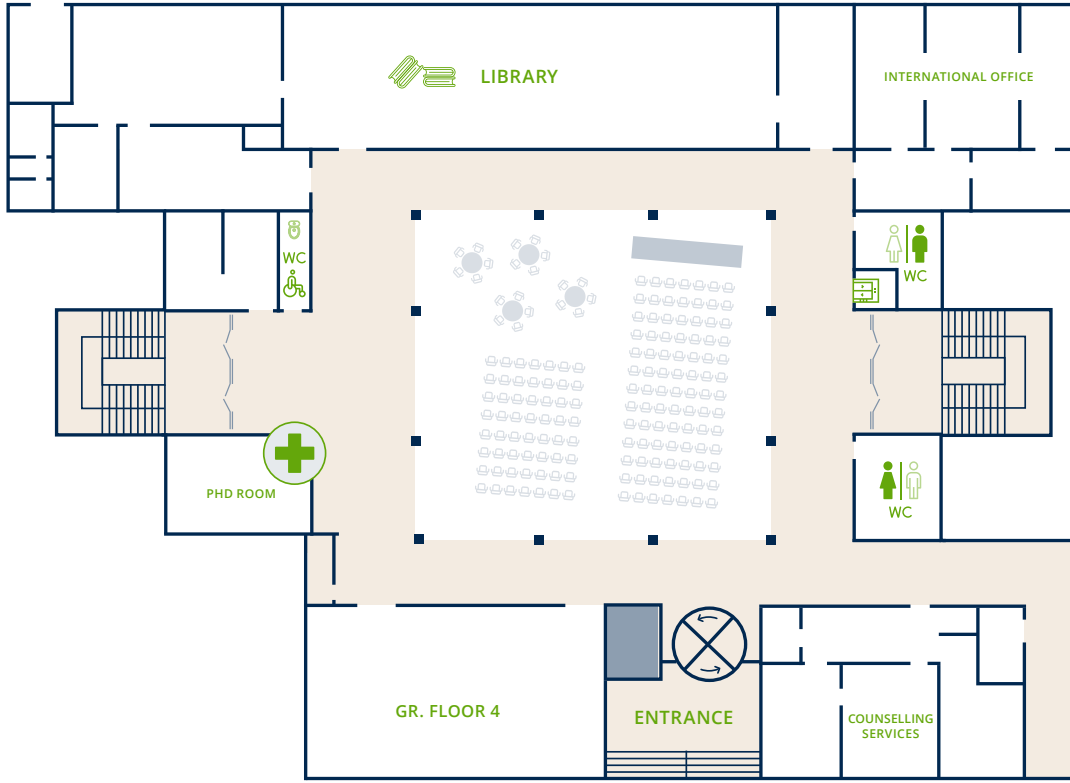 LIBRARY
INTERNATIONAL OFFICE
WC
WC
PHD ROOM
WC
GR. FLOOR 4
ENTRANCE
COUNSELLING
SERVICES